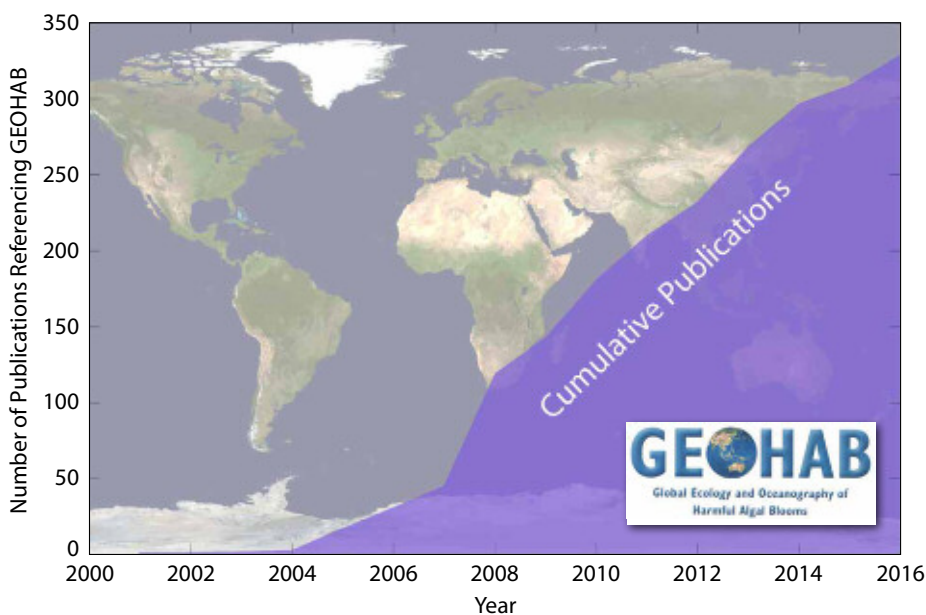 350
300
250
200
150
100
50
0
Number of Publications Referencing GEOHAB
Cumulative Publications
GEOHAB
Global Ecology and Oceanography of
Harmful Algal Blooms
2000 2002 2004 2006 2008 2010 2012 2014 2016
Year